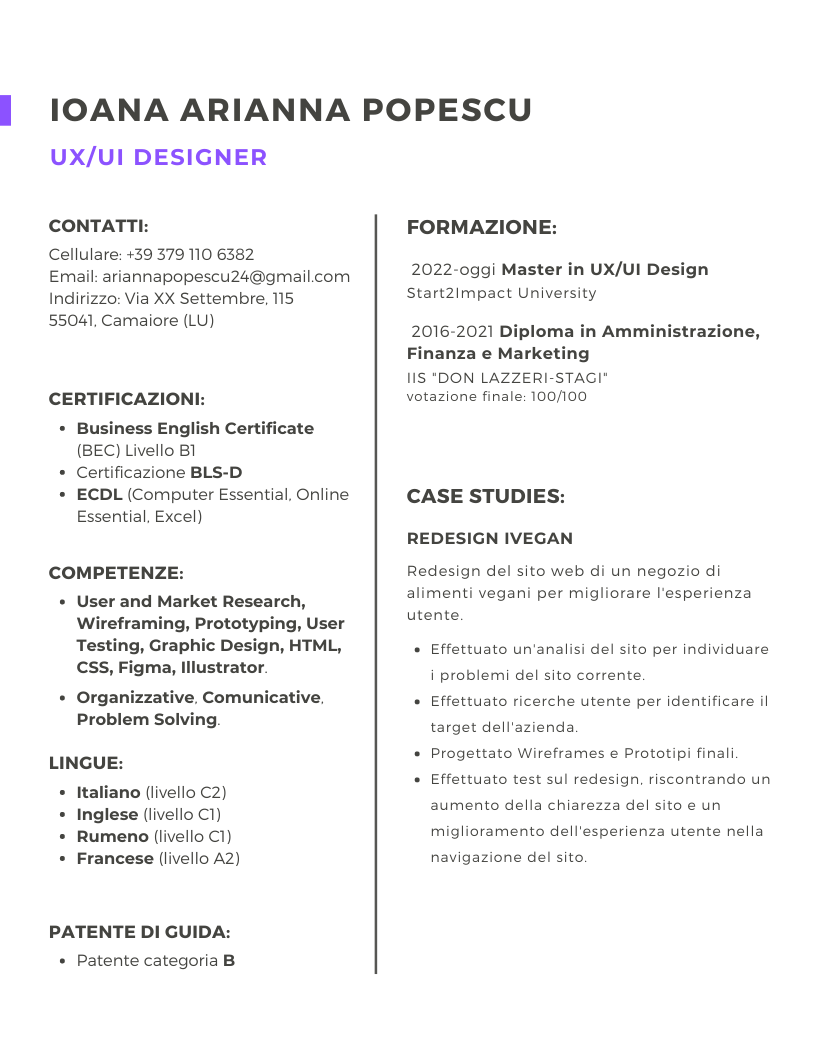 IOANA ARIANNA POPESCU
UX/UI DESIGNER
CONTATTI:
Cellulare: +39 379 110 6382
Email: ariannapopescu24@gmail.com
Indirizzo: Via XX Settembre, 115
55041, Camaiore (LU)
CERTIFICAZIONI:
• Business English Certificate
(BEC) Livello B1
• Certificazione BLS-D
• ECDL (Computer Essential, Online
Essential, Excel)
COMPETENZE:
• User and Market Research,
Wireframing, Prototyping, User
Testing, Graphic Design, HTML,
CSS, Figma, Illustrator.
• Organizzative, Comunicative,
Problem Solving.
LINGUE:
• Italiano (livello C2)
• Inglese (livello C1)
• Rumeno (livello C1)
• Francese (livello A2)
PATENTE DI GUIDA:
• Patente categoria B
FORMAZIONE:
2022-oggi Master in UX/UI Design
Start2Impact University
2016-2021 Diploma in Amministrazione,
Finanza e Marketing
IIS "DON LAZZERI-STAGI"
votazione finale: 100/100
CASE STUDIES:
REDESIGN IVEGAN
Redesign del sito web di un negozio di
alimenti vegani per migliorare l'esperienza
utente.
• Effettuato un'analisi del sito per individuare
i problemi del sito corrente.
• Effettuato ricerche utente per identificare il
target dell'azienda.
• Progettato Wireframes e Prototipi finali.
• Effettuato test sul redesign, riscontrando un
aumento della chiarezza del sito e un
miglioramento dell'esperienza utente nella
navigazione del sito.